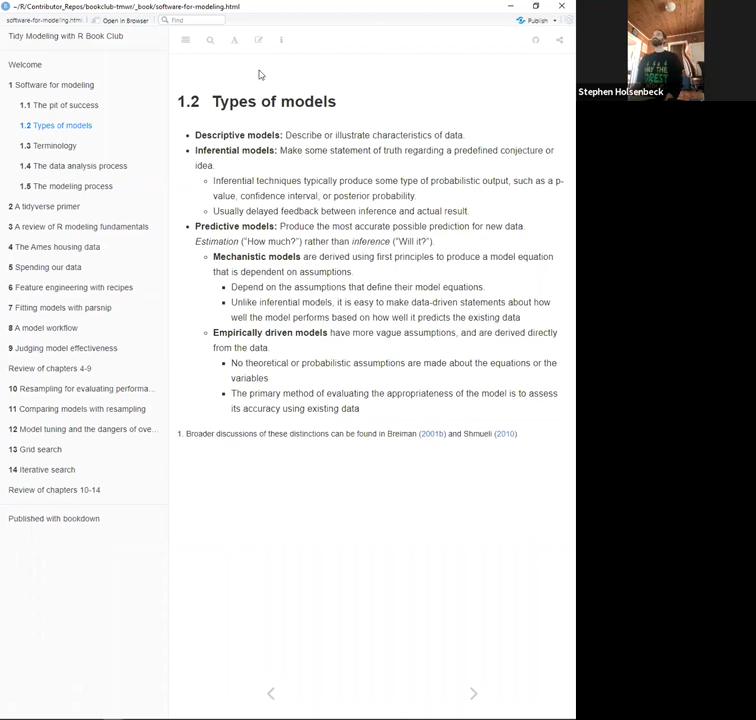 ~/R/Contributor_Repos/bookclub-tmwr/_book/software-for-modeling.html
software-for-modeling.html
Open in Browser
Find
Publish
Tidy Modeling with R Book Club
Welcome
1 Software for modeling
1.1 The pit of success
1.2 Types of models
1.3 Terminology
1.4 The data analysis process
1.5 The modeling process
2 A tidyverse primer
3 A review of R modeling fundamentals
4 The Ames housing data
5 Spending our data
6 Feature engineering with recipes
7 Fitting models with parsnip
8 A model workflow
9 Judging model effectiveness
Review of chapters 4-9
10 Resampling for evaluating performa...
11 Comparing models with resampling
12 Model tuning and the dangers of ove...
13 Grid search
14 Iterative search
Review of chapters 10-14
Published with bookdown
1.2 Types of models
• Descriptive models: Describe or illustrate characteristics of data.
• Inferential models: Make some statement of truth regarding a predefined conjecture or
idea.
Inferential techniques typically produce some type of probabilistic output, such as a p-
value, confidence interval, or posterior probability.
Usually delayed feedback between inference and actual result.
• Predictive models: Produce the most accurate possible prediction for new data.
Estimation (“How much?”) rather than inference (“Will it?”).
Mechanistic models are derived using first principles to produce a model equation
that is dependent on assumptions.
Depend on the assumptions that define their model equations.
Unlike inferential models, it is easy to make data-driven statements about how
well the model performs based on how well it predicts the existing data
Empirically driven models have more vague assumptions, and are derived directly
from the data.
No theoretical or probabilistic assumptions are made about the equations or the
variables
The primary method of evaluating the appropriateness of the model is to assess
its accuracy using existing data
1. Broader discussions of these distinctions can be found in Breiman (2001b) and Shmueli (2010)
Stephen Holsenbeck